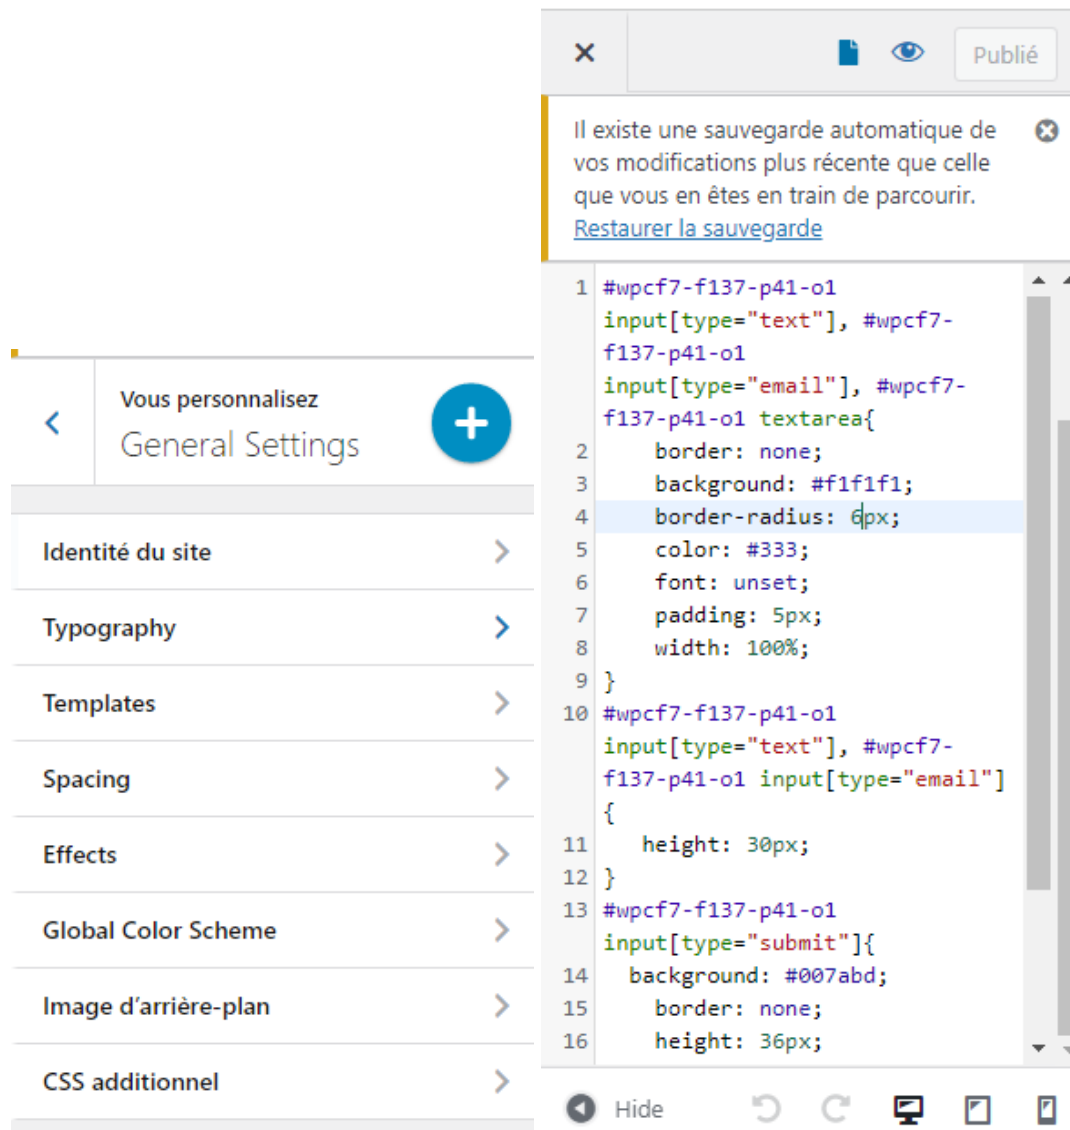 Vous personnalisez
General Settings
Identité du site
Typography
Templates
Spacing
Effects
Global Color Scheme
Image d’arrière-plan
CSS additionnel
Publié
Il existe une sauvegarde automatique de
vos modifications plus récente que celle
que vous en êtes en train de parcourir.
Restaurer la sauvegarde
1 #wpcf7-f137-p41-o1
input[type="text"], #wpcf7-
f137-p41-o1
input[type="email"], #wpcf7-
f137-p41-o1 textarea{
2 border: none;
3 background: #f1f1f1;
4 border-radius: 6px;
5 color: #333;
6 font: unset;
7 padding: 5px;
8 width: 100%;
9 }
10 #wpcf7-f137-p41-o1
input[type="text"], #wpcf7-
f137-p41-o1 input[type="email"]
{
11 height: 30px;
12 }
13 #wpcf7-f137-p41-o1
input[type="submit"]{
14 background: #007abd;
15 border: none;
16 height: 36px;
Hide